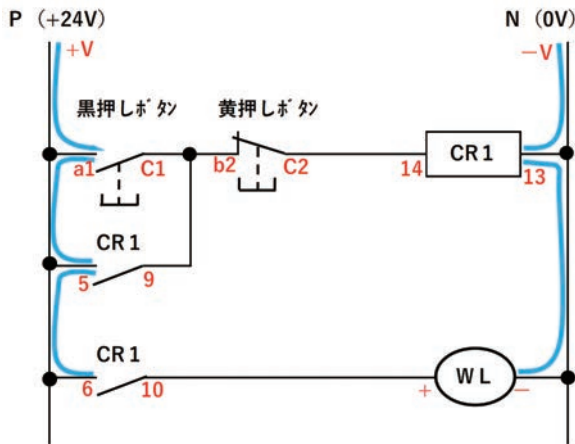 P (+24V) N (0V)
+V −V
黒押しボタン 黄押しボタン
a1 C1 b2 C2 14 CR1 13
CR1
5 9
CR1
6 10 + WL −